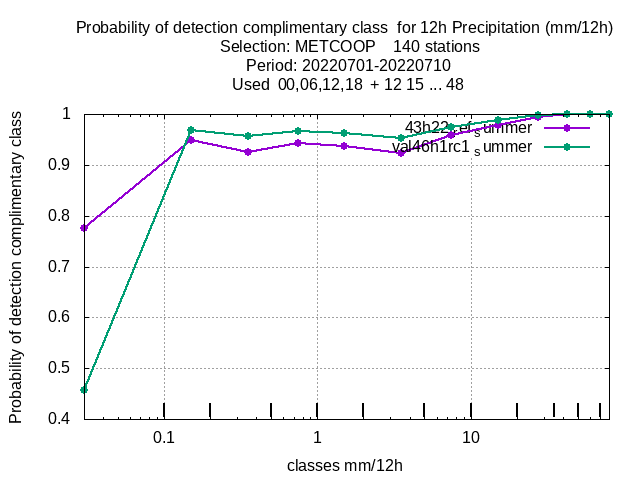 Probability of detection complimentary class  for 12h Precipitation (mm/12h)
Selection: METCOOP    140 stations
Period: 20220701-20220710
Used  00,06,12,18  + 12 15 ... 48
Probability of detection complimentary class
1
0.9
0.8
0.7
0.6
0.5
0.4
0.1
1
10
classes mm/12h
val46h1rc1 s ummer